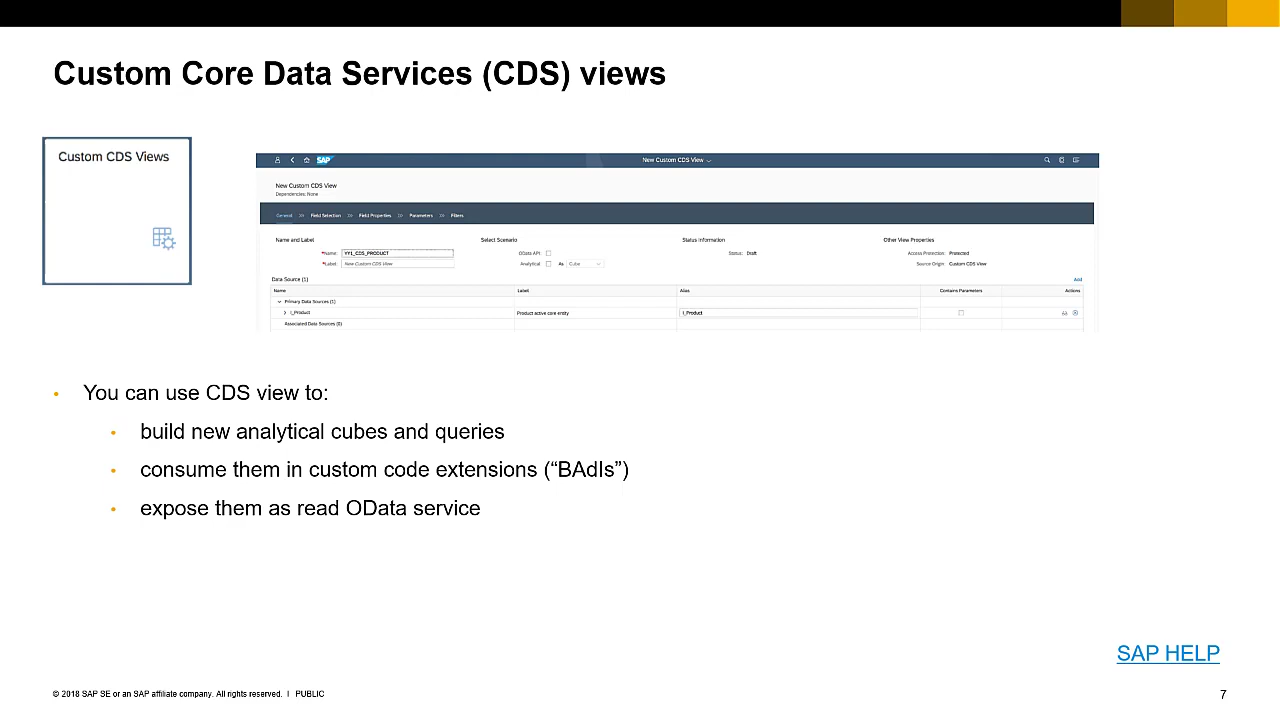 Custom Core Data Services (CDS) views
Custom CDS Views
SAP
New Custom CDS View
New Custom CDS View
Dependencies: None
General
Field Selection
Field Properties
Parameters
Filters
Name and Label
Select Scenario
Status Information
Other View Properties
*Name: YY1_CDS_PRODUCT
OData API:
Status: Draft
Access Protection: Protected
*Label: New Custom CDS View
Analytical: As Cube
Source Origin: Custom CDS View
Data Source (1)
Add
Name Label Alias Contains Parameters Actions
Primary Data Sources (1)
I_Product Product active core entity I_Product
Associated Data Sources (0)
• You can use CDS view to:
• build new analytical cubes and queries
• consume them in custom code extensions (“BAdIs”)
• expose them as read OData service
SAP HELP
© 2018 SAP SE or an SAP affiliate company. All rights reserved. I PUBLIC
7